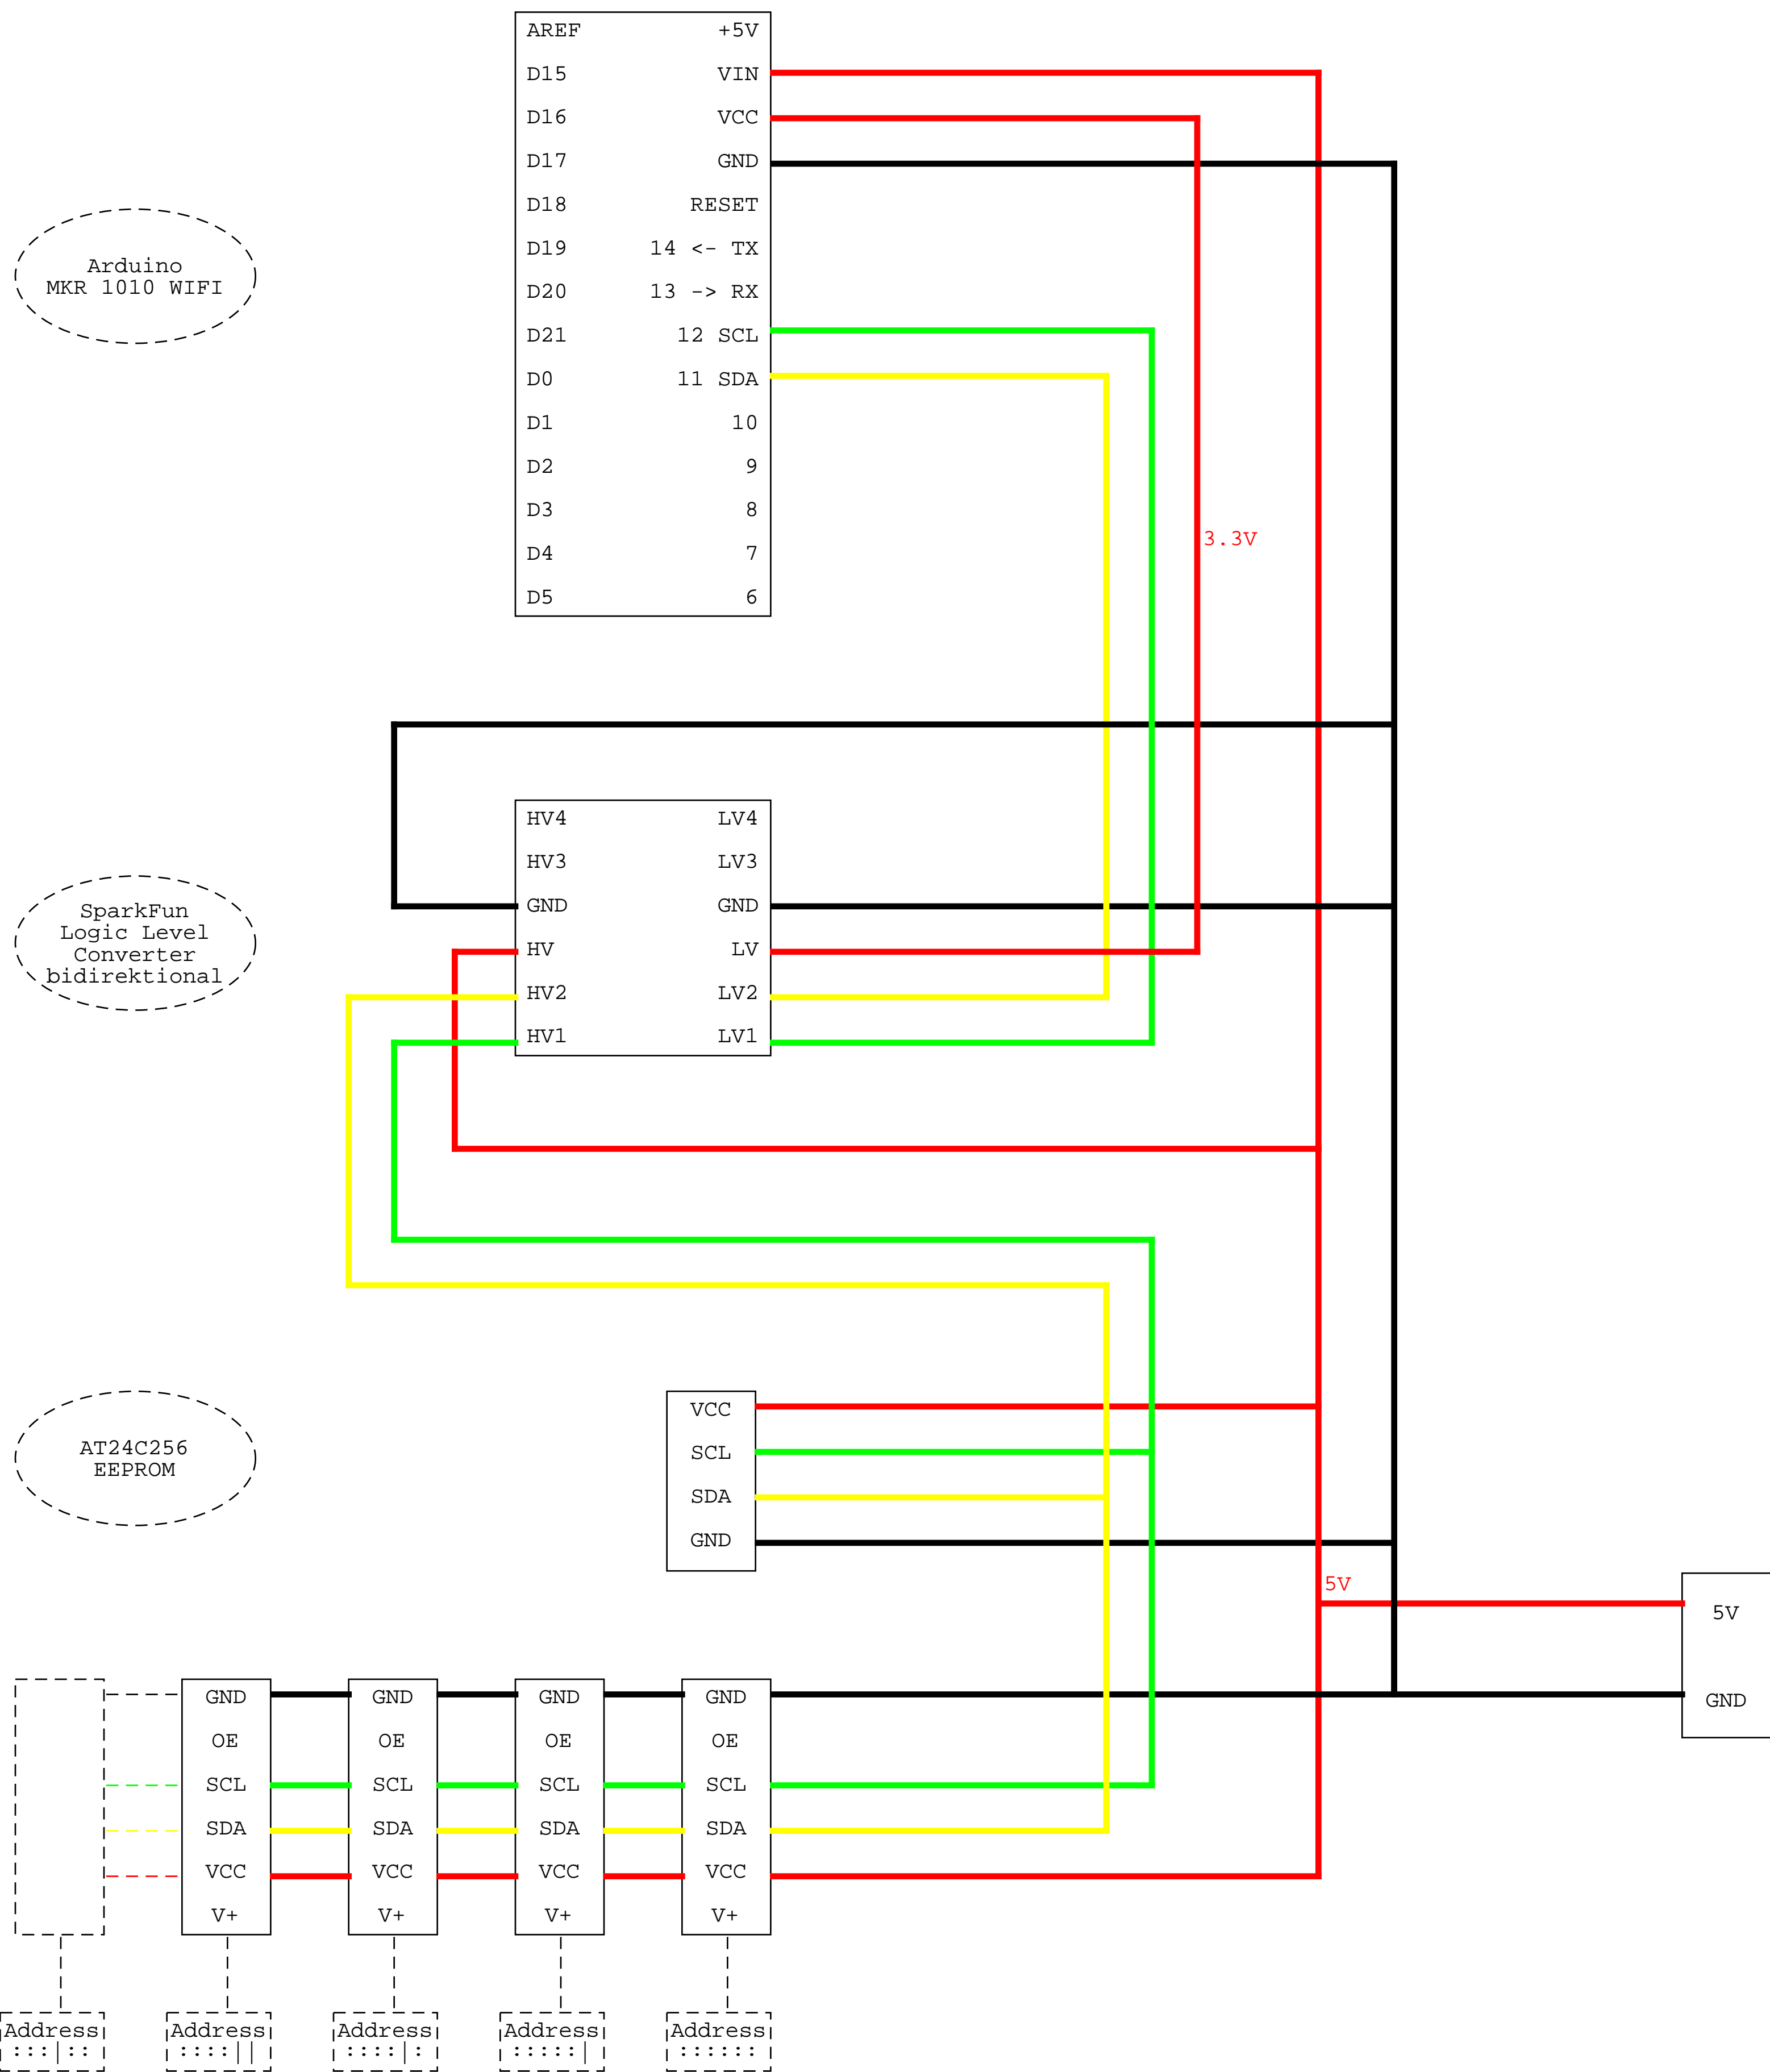 AREF +5V
D15 VIN
D16 VCC
D17 GND
D18 RESET
D19 14 <- TX
D20 13 -> RX
D21 12 SCL
D0 11 SDA
D1 10
D2 9
D3 8
D4 7
D5 6
Arduino
MKR 1010 WIFI
3.3V
HV4 LV4
HV3 LV3
GND GND
HV LV
HV2 LV2
HV1 LV1
SparkFun
Logic Level
Converter
bidirektional
AT24C256
EEPROM
VCC
SCL
SDA
GND
5V
5V
GND
GND GND GND GND
OE OE OE OE
SCL SCL SCL SCL
SDA SDA SDA SDA
VCC VCC VCC VCC
V+ V+ V+ V+
Address Address Address Address Address
:::|:: ::::|| ::::|: :::::| ::::::